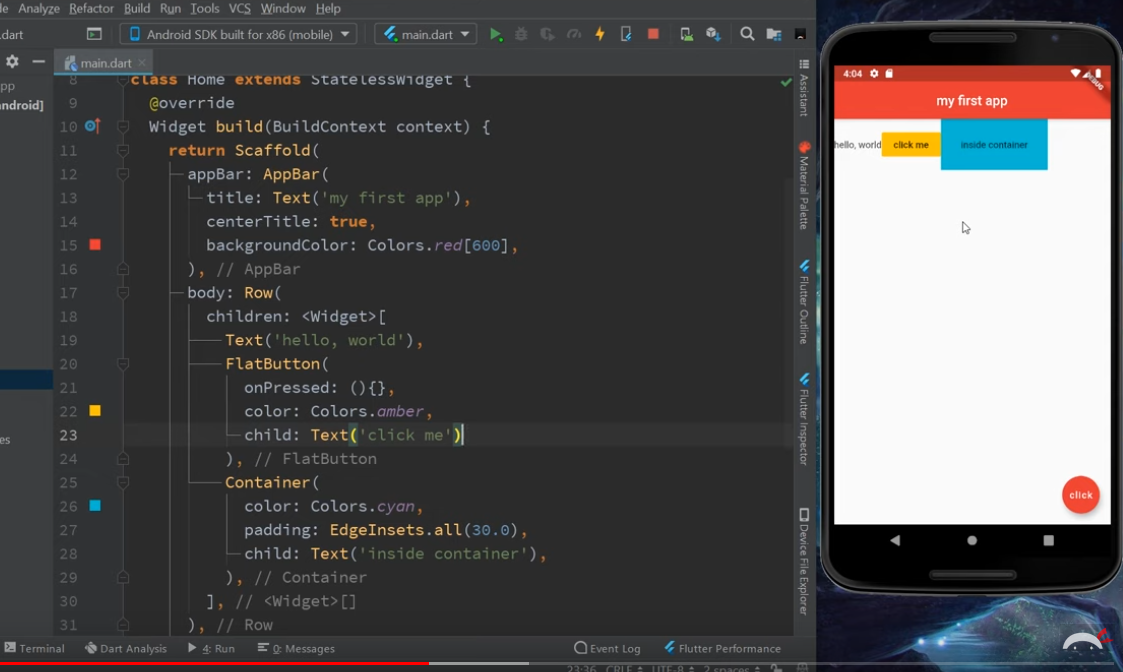 le Analyze Refactor Build Run Tools VCS Window Help
.dart
Android SDK built for x86 (mobile)
main.dart
main.dart
pp
android]
es
8 class Home extends StatelessWidget {
9 @override
10 Widget build(BuildContext context) {
11 return Scaffold(
12 appBar: AppBar(
13 title: Text('my first app'),
14 centerTitle: true,
15 backgroundColor: Colors.red[600],
16 ), // AppBar
17 body: Row(
18 children: <Widget>[
19 Text('hello, world'),
20 FlatButton(
21 onPressed: (){},
22 color: Colors.amber,
23 child: Text('click me')
24 ), // FlatButton
25 Container(
26 color: Colors.cyan,
27 padding: EdgeInsets.all(30.0),
28 child: Text('inside container'),
29 ), // Container
30 ], // <Widget>[]
31 ), // Row
Assistant
Material Palette
Flutter Outline
Flutter Inspector
Device File Explorer
Terminal Dart Analysis 4: Run 0: Messages Event Log Flutter Performance
23:36 CRLF UTF-8 2 spaces
4:04
DEBUG
my first app
hello, world click me inside container
click